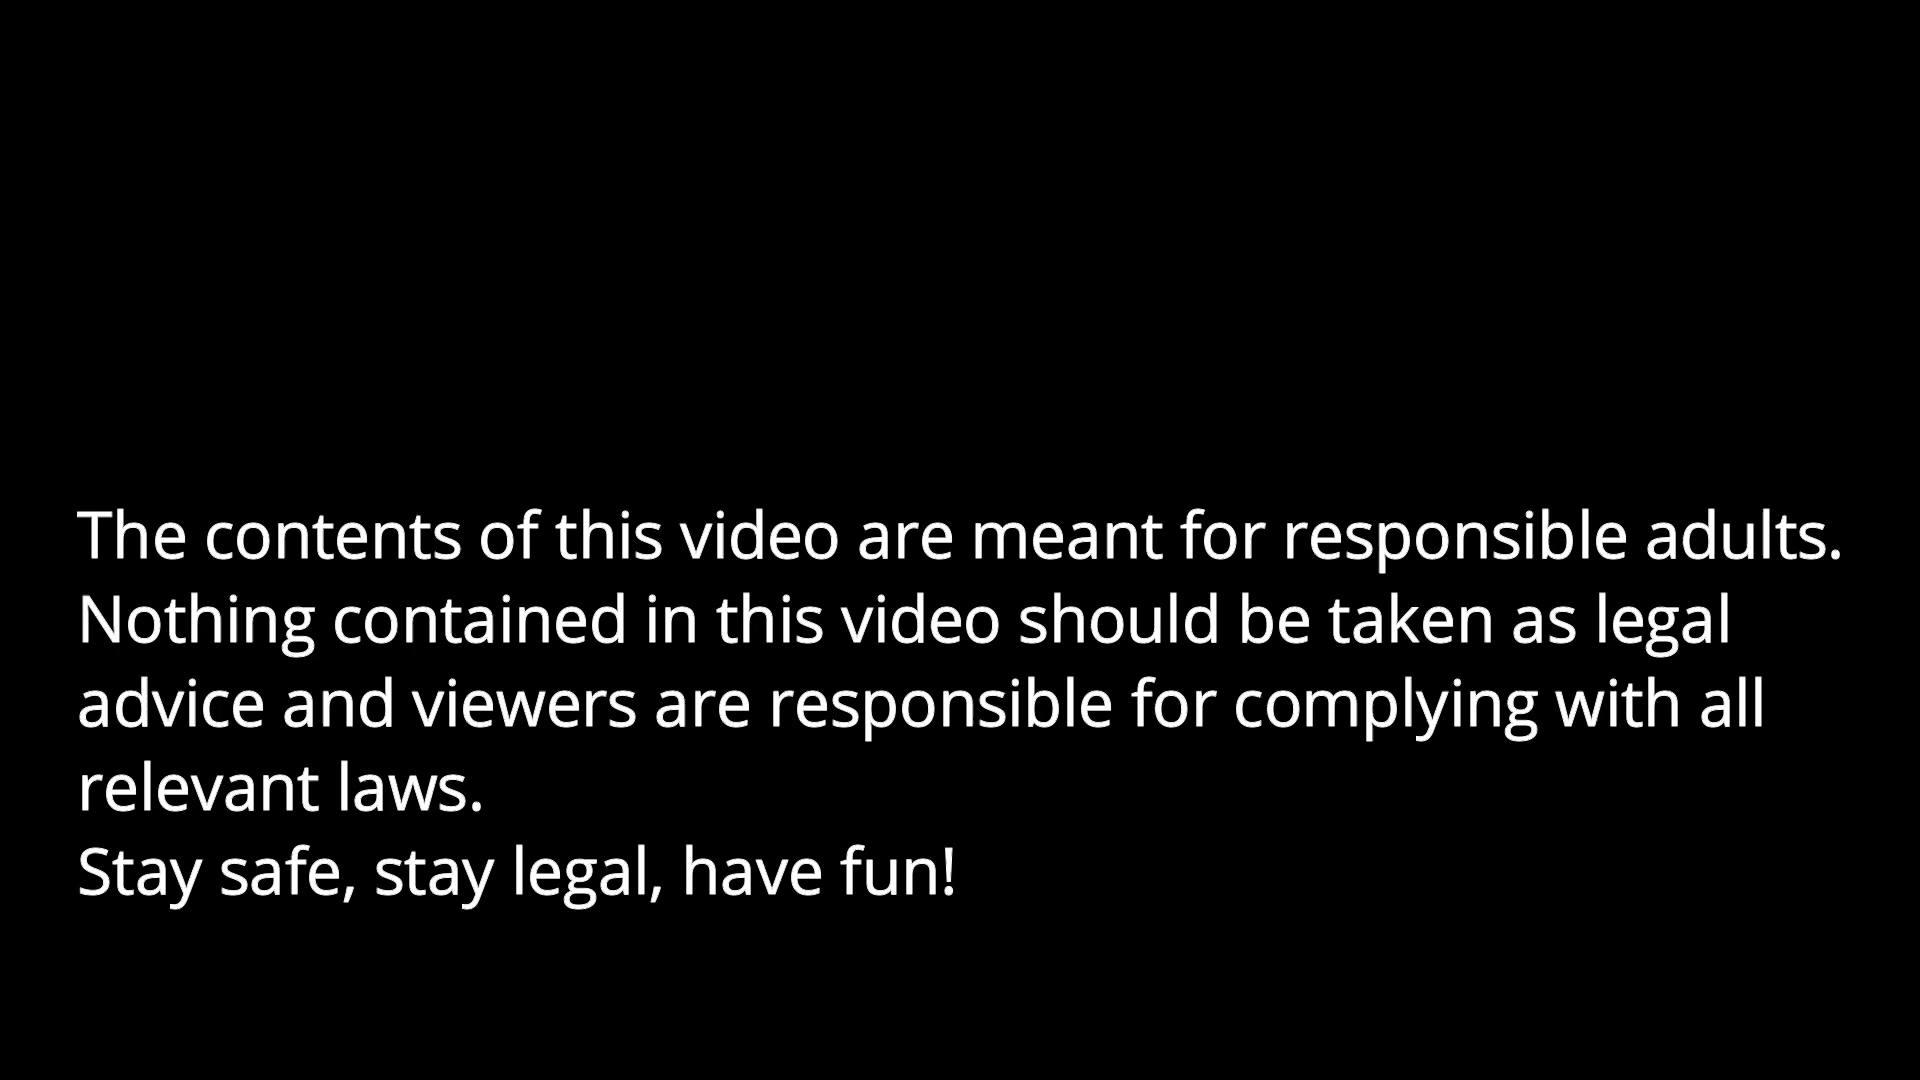 The contents of this video are meant for responsible adults.
Nothing contained in this video should be taken as legal
advice and viewers are responsible for complying with all
relevant laws.
Stay safe, stay legal, have fun!